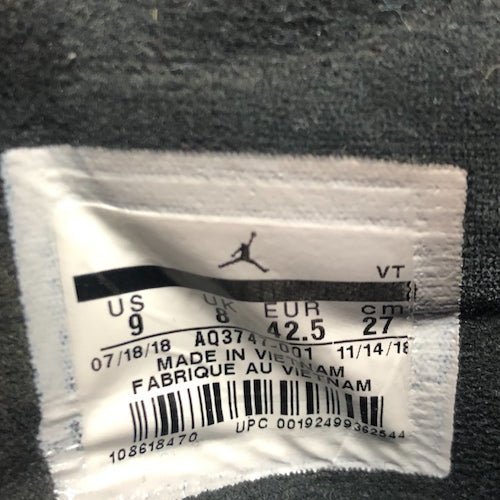 VT
US UK EUR cm
9 8 42.5 27
07/18/18 AQ3747-001 11/14/18
MADE IN VIETNAM
FABRIQUE AU VIETNAM
108618470 UPC 00192499362544